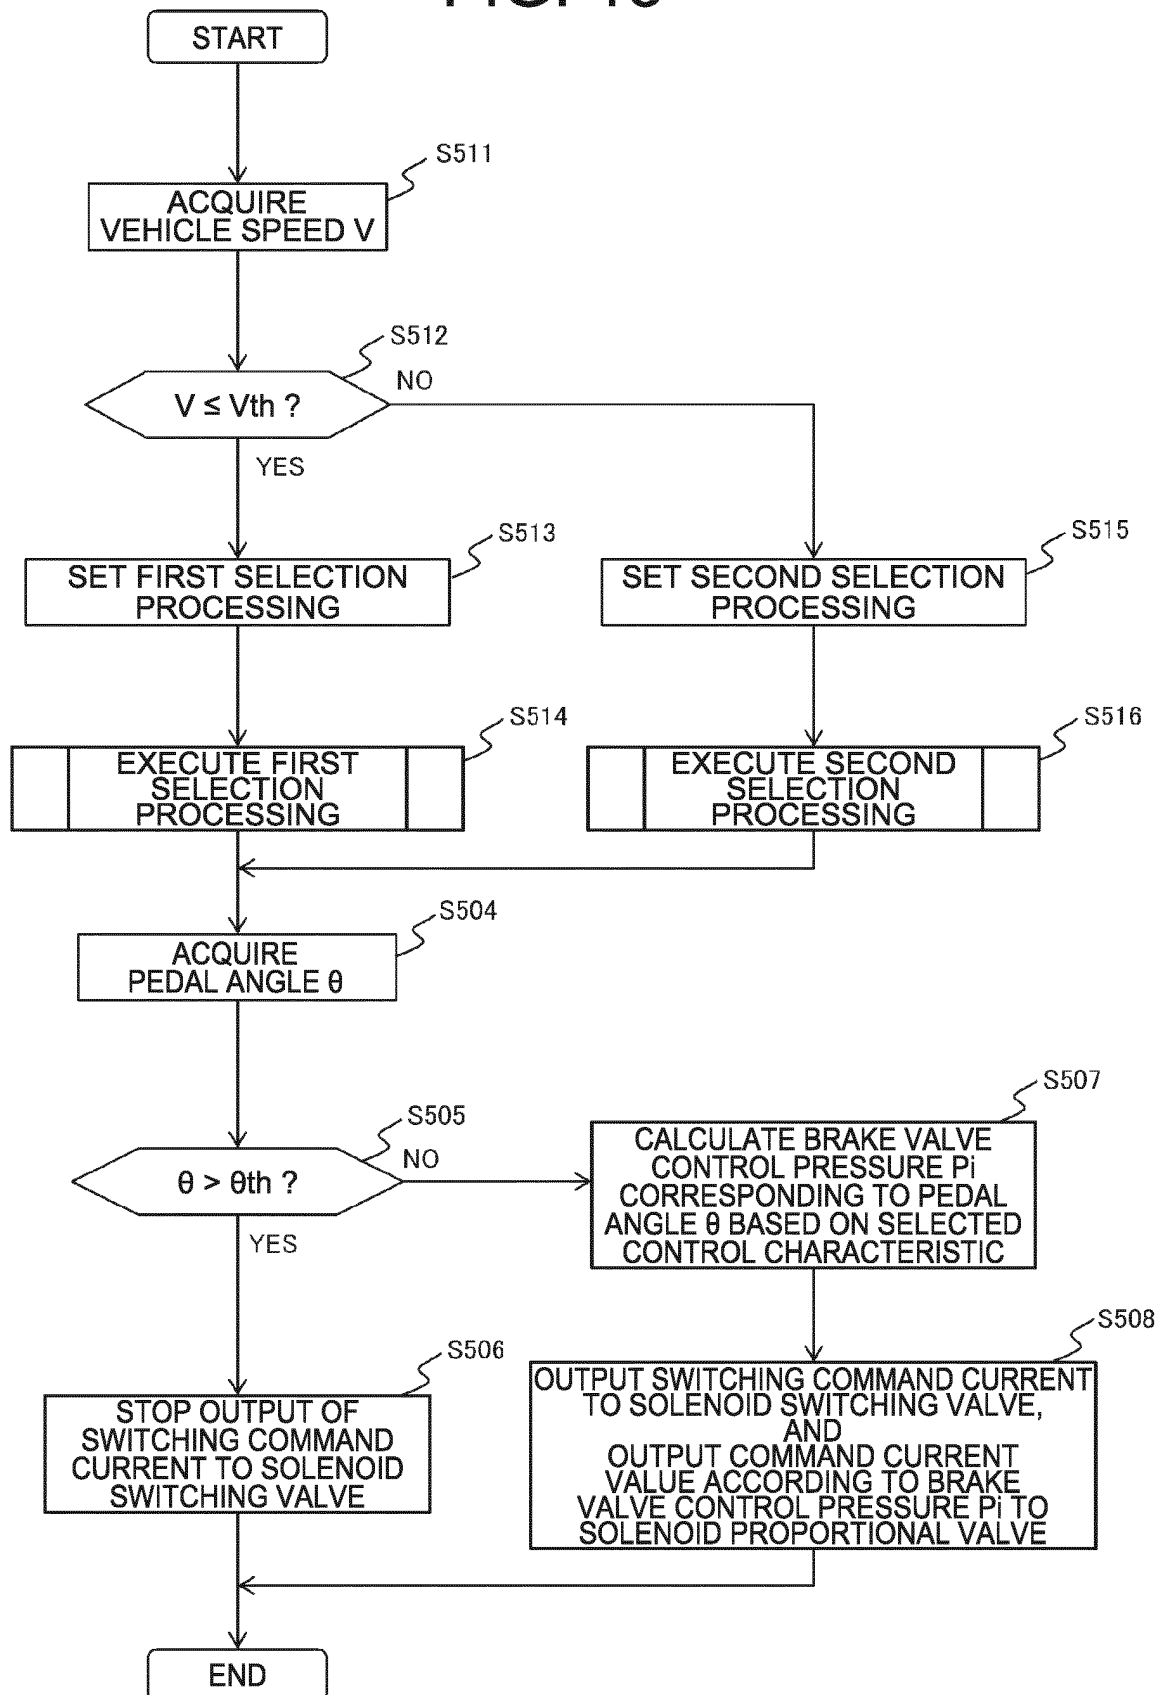 START
S511
ACQUIRE
VEHICLE SPEED V
S512
V ≤ Vth ?
NO
YES
S513
SET FIRST SELECTION
PROCESSING
S515
SET SECOND SELECTION
PROCESSING
S514
EXECUTE FIRST
SELECTION
PROCESSING
S516
EXECUTE SECOND
SELECTION
PROCESSING
S504
ACQUIRE
PEDAL ANGLE θ
S505
θ > θth ?
NO
YES
S507
CALCULATE BRAKE VALVE
CONTROL PRESSURE Pi
CORRESPONDING TO PEDAL
ANGLE θ BASED ON SELECTED
CONTROL CHARACTERISTIC
S506
STOP OUTPUT OF
SWITCHING COMMAND
CURRENT TO SOLENOID
SWITCHING VALVE
S508
OUTPUT SWITCHING COMMAND CURRENT
TO SOLENOID SWITCHING VALVE,
AND
OUTPUT COMMAND CURRENT
VALUE ACCORDING TO BRAKE
VALVE CONTROL PRESSURE Pi TO
SOLENOID PROPORTIONAL VALVE
END